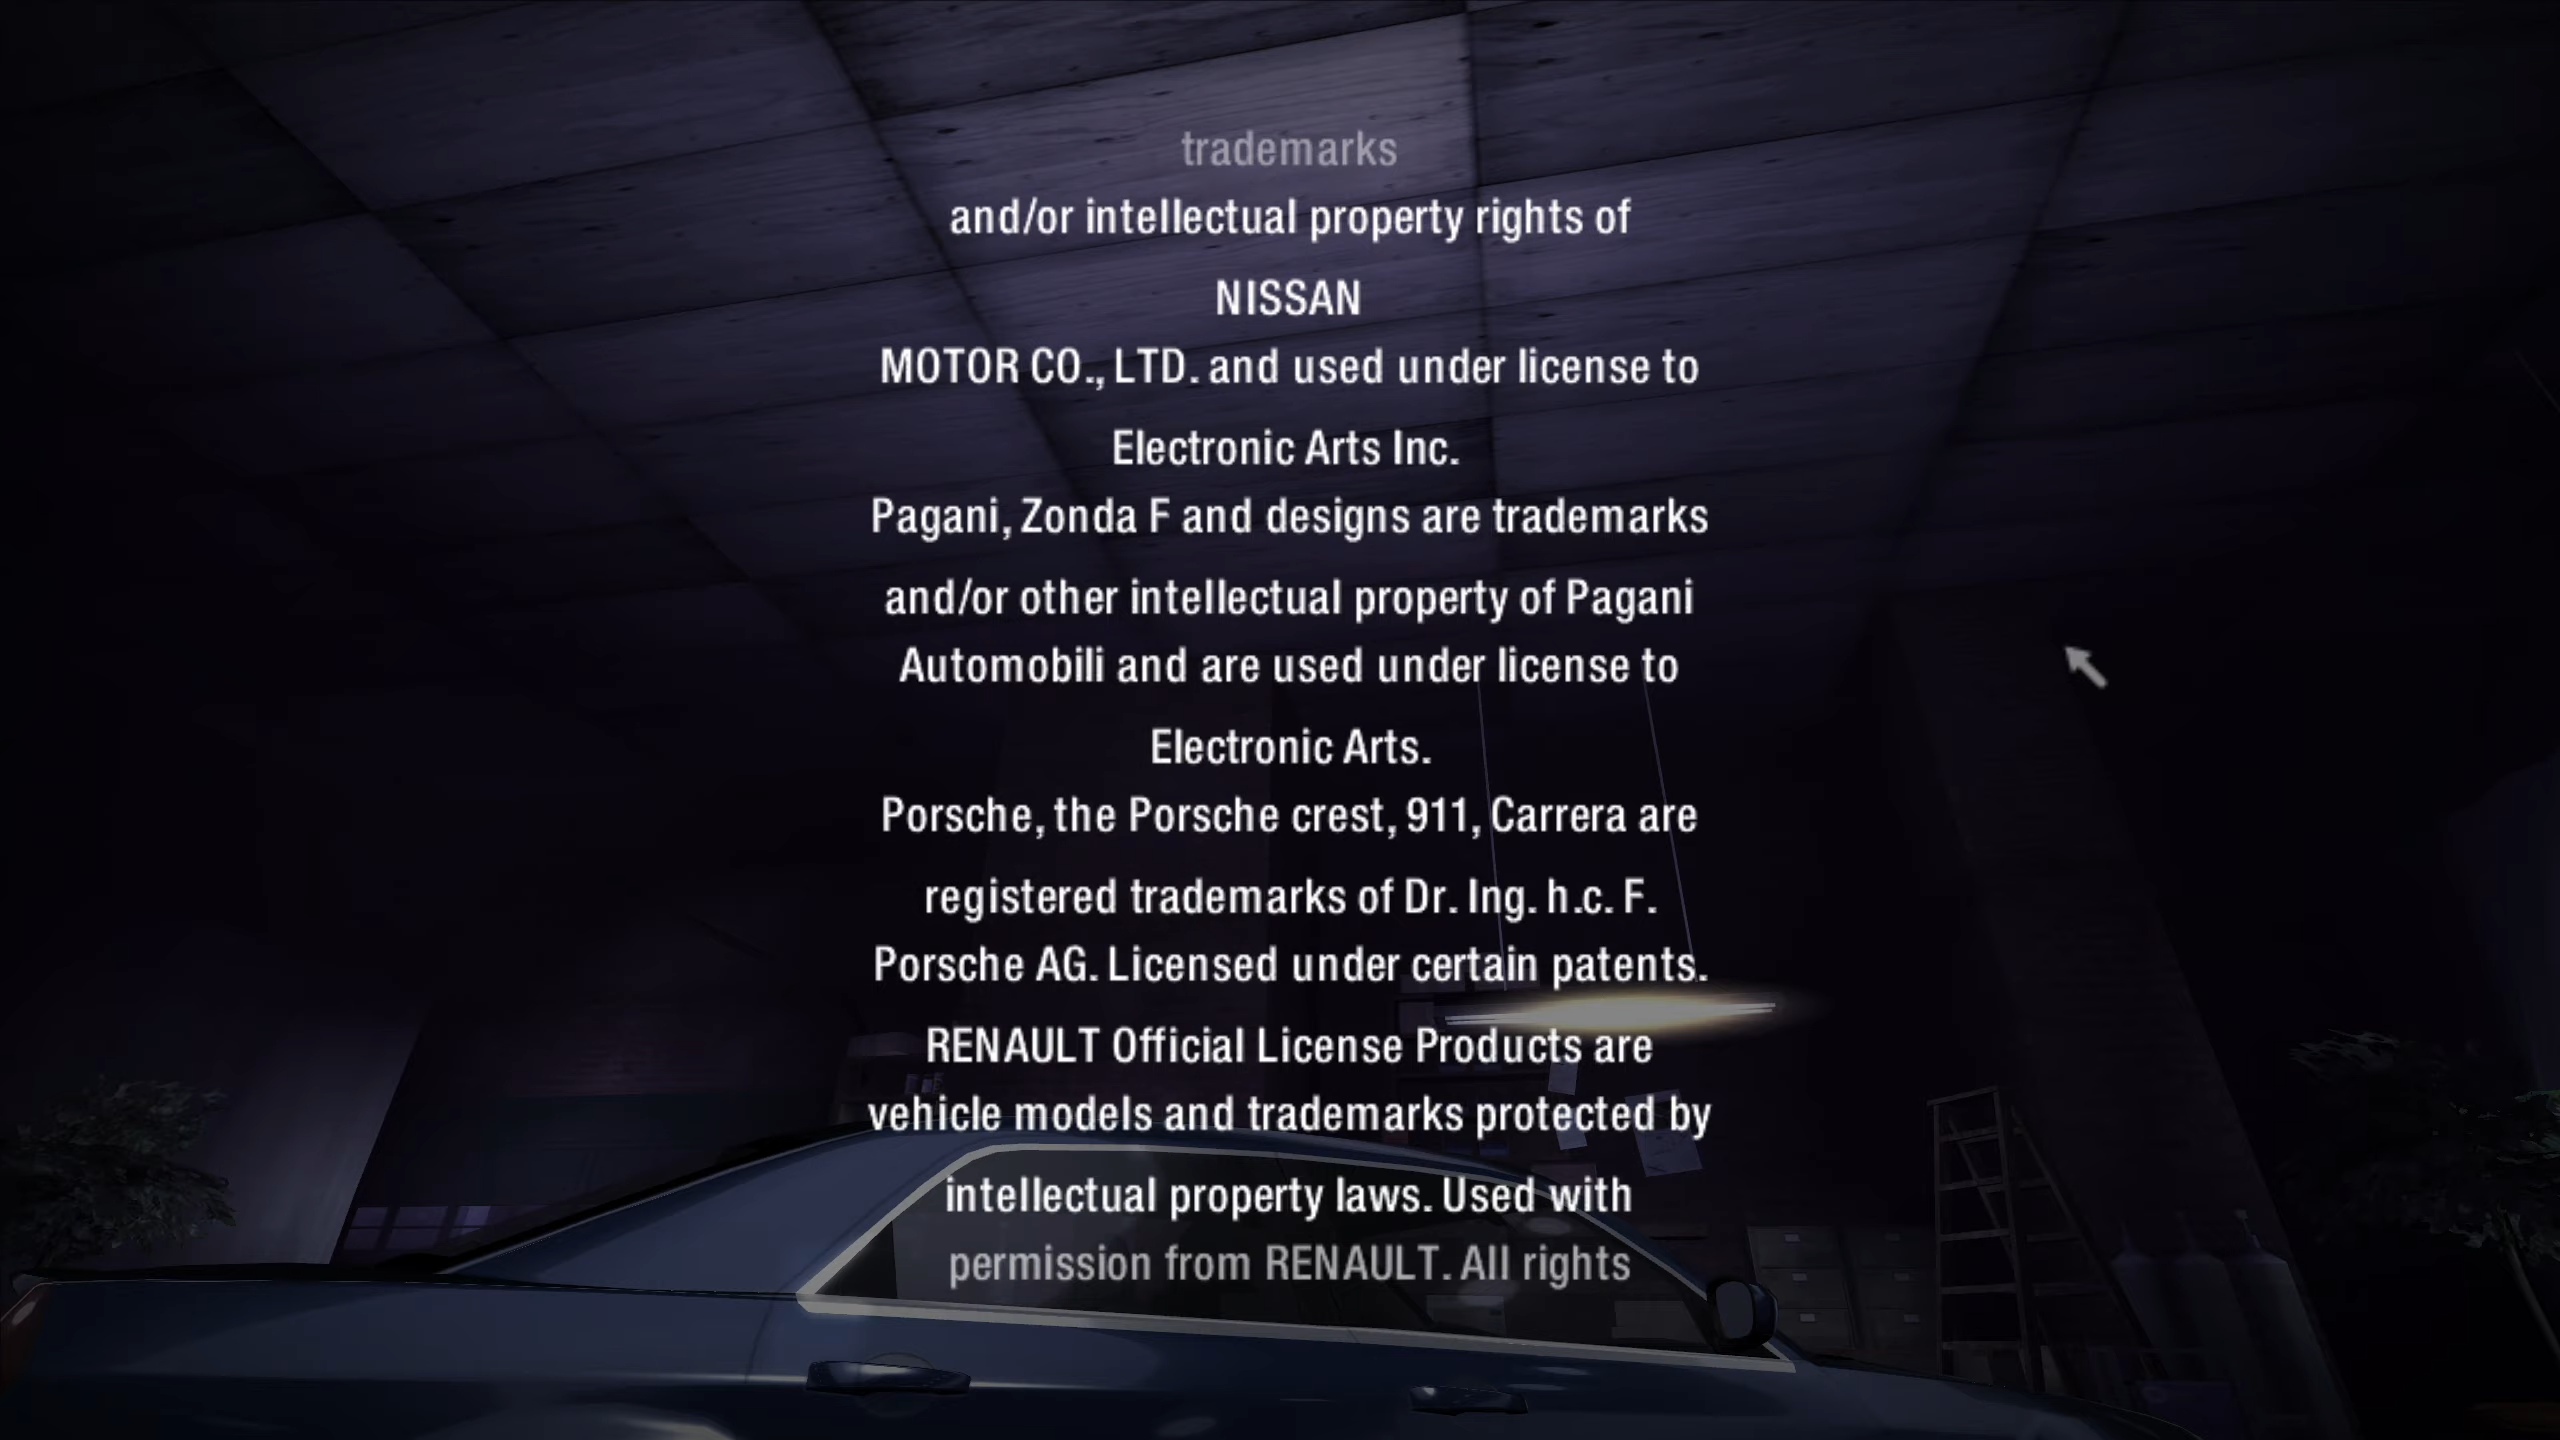 trademarks
and/or intellectual property rights of
NISSAN
MOTOR CO., LTD. and used under license to
Electronic Arts Inc.
Pagani, Zonda F and designs are trademarks
and/or other intellectual property of Pagani
Automobili and are used under license to
Electronic Arts.
Porsche, the Porsche crest, 911, Carrera are
registered trademarks of Dr. Ing. h.c. F.
Porsche AG. Licensed under certain patents.
RENAULT Official License Products are
vehicle models and trademarks protected by
intellectual property laws. Used with
permission from RENAULT. All rights